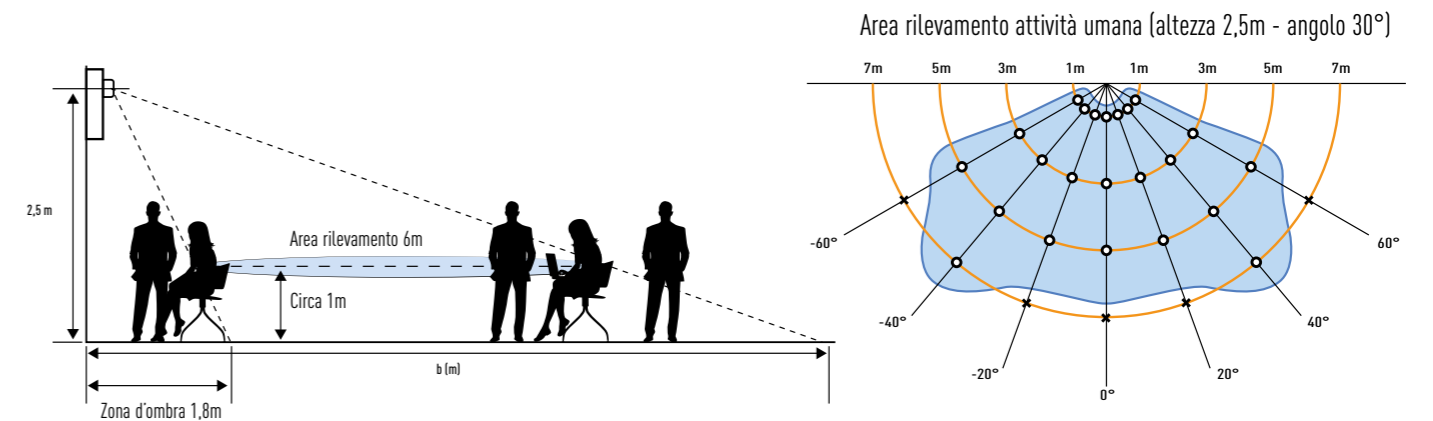 2,5 m
Area rilevamento 6m
Circa 1m
b (m)
Zona d'ombra 1,8m
Area rilevamento attività umana (altezza 2,5m - angolo 30°)
7m 5m 3m 1m 1m 3m 5m 7m
-60° 60°
-40° 40°
-20° 20°
0°